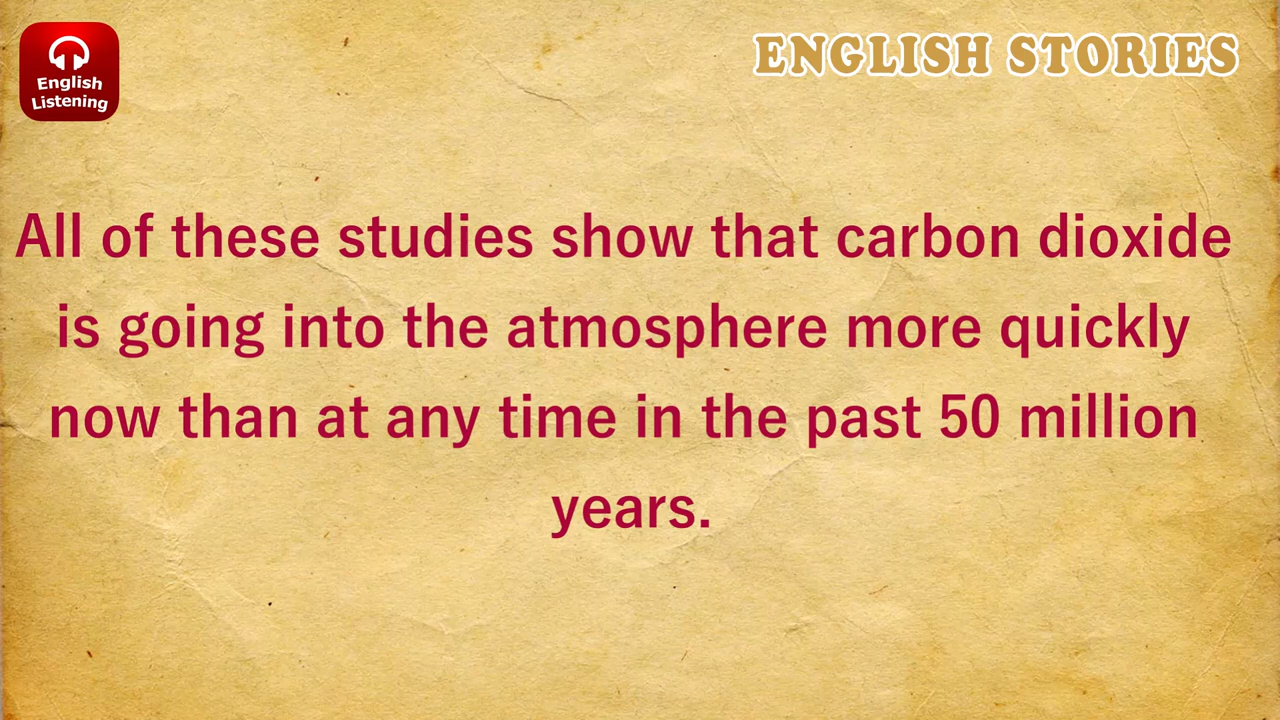 English
Listening
ENGLISH STORIES
All of these studies show that carbon dioxide
is going into the atmosphere more quickly
now than at any time in the past 50 million
years.